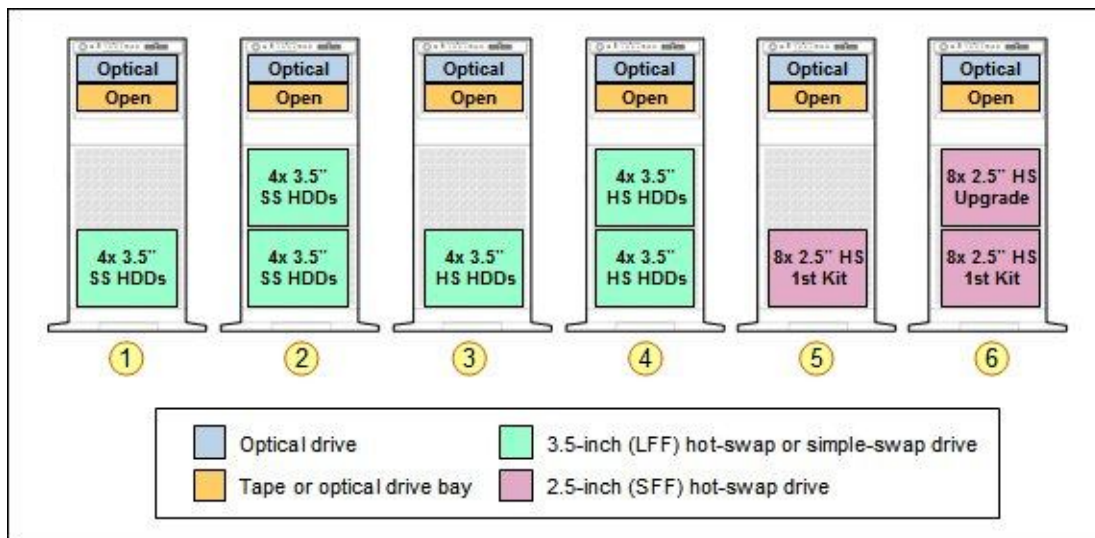 Optical
Open
4x 3.5”
SS HDDs
1
Optical
Open
4x 3.5”
SS HDDs
4x 3.5”
SS HDDs
2
Optical
Open
4x 3.5”
HS HDDs
3
Optical
Open
4x 3.5”
HS HDDs
4x 3.5”
HS HDDs
4
Optical
Open
8x 2.5” HS
1st Kit
5
Optical
Open
8x 2.5” HS
Upgrade
8x 2.5” HS
1st Kit
6
Optical drive
Tape or optical drive bay
3.5-inch (LFF) hot-swap or simple-swap drive
2.5-inch (SFF) hot-swap drive